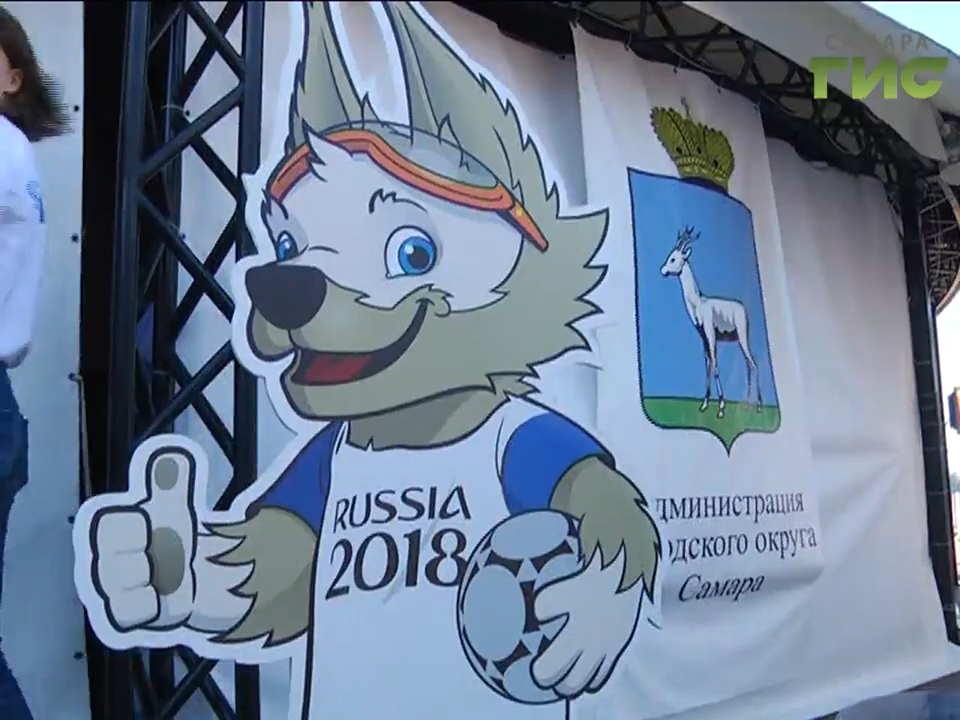 САМАРА
ГИС
RUSSIA
2018
дминистрация
дского округа
Самара